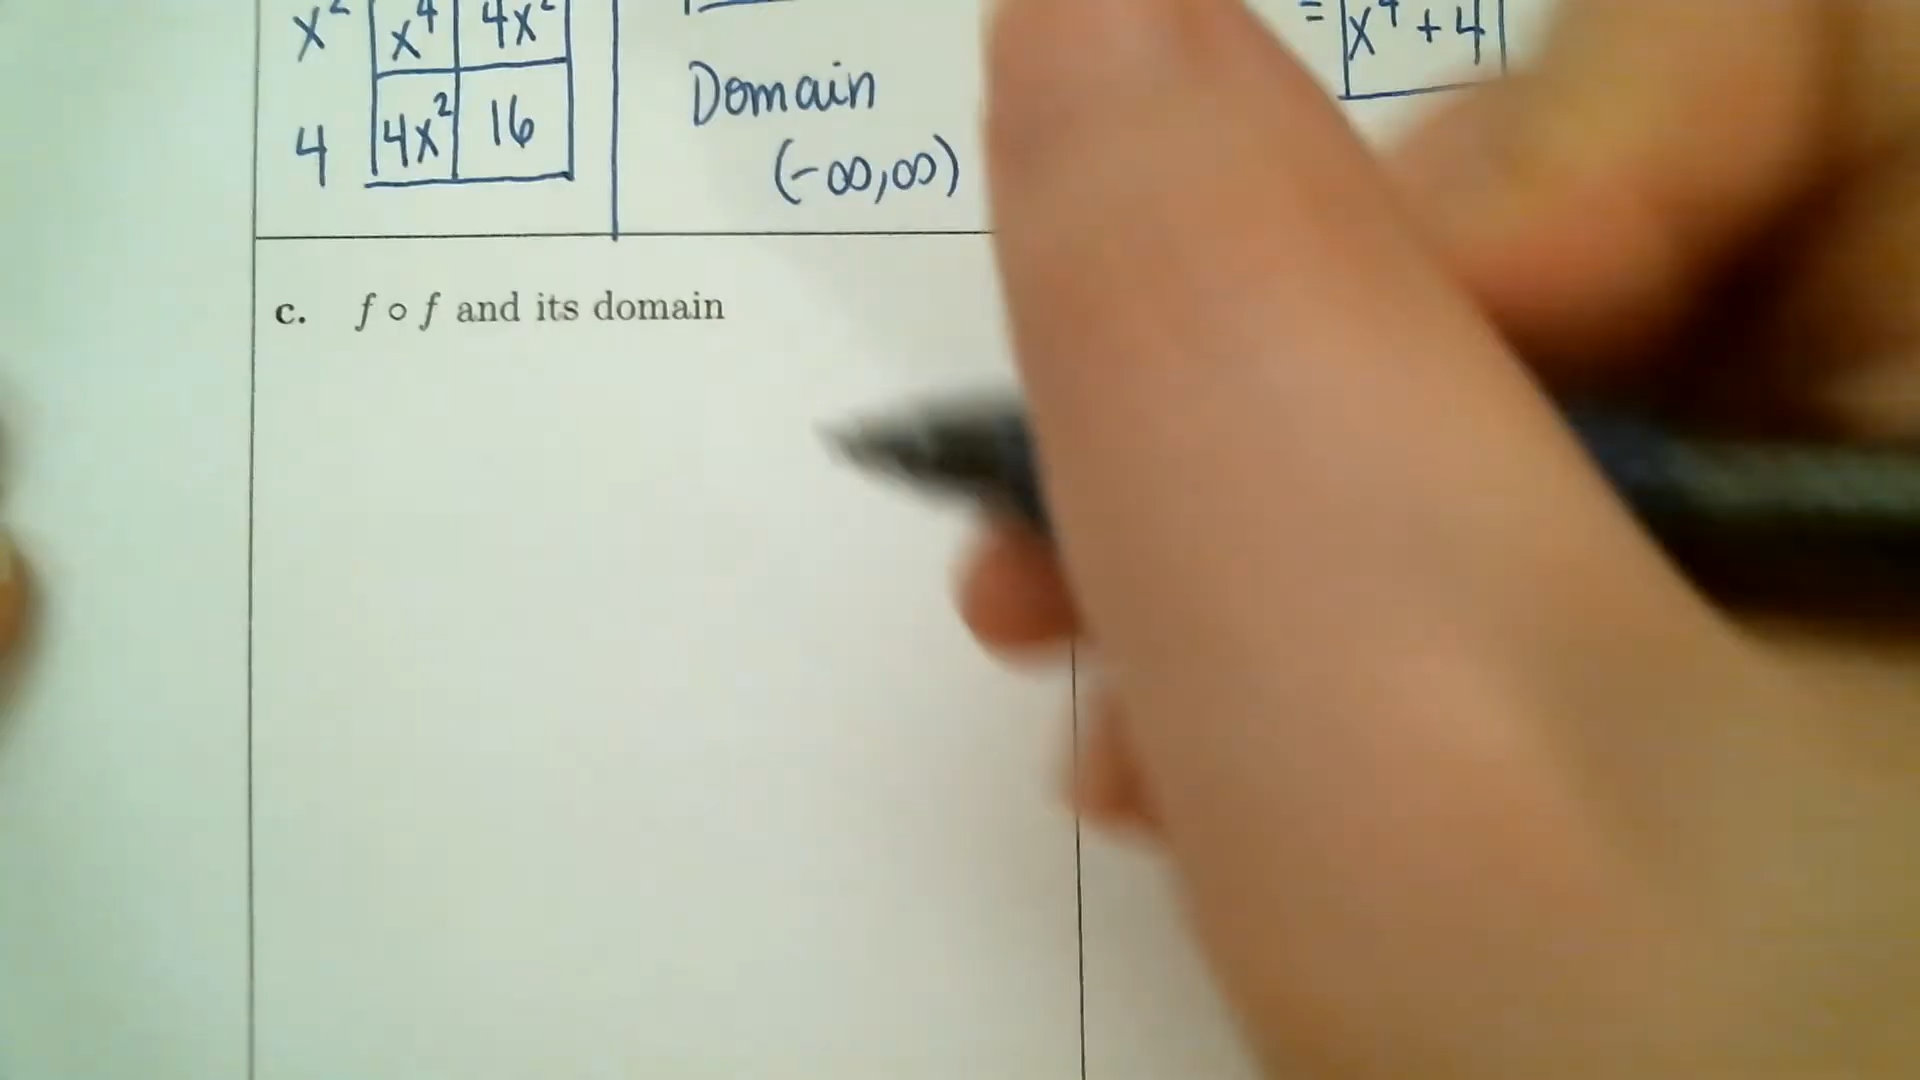 x² x⁴ 4x²
4 4x² 16
Domain
(-∞,∞)
= x⁴ + 4
c. f ∘ f and its domain